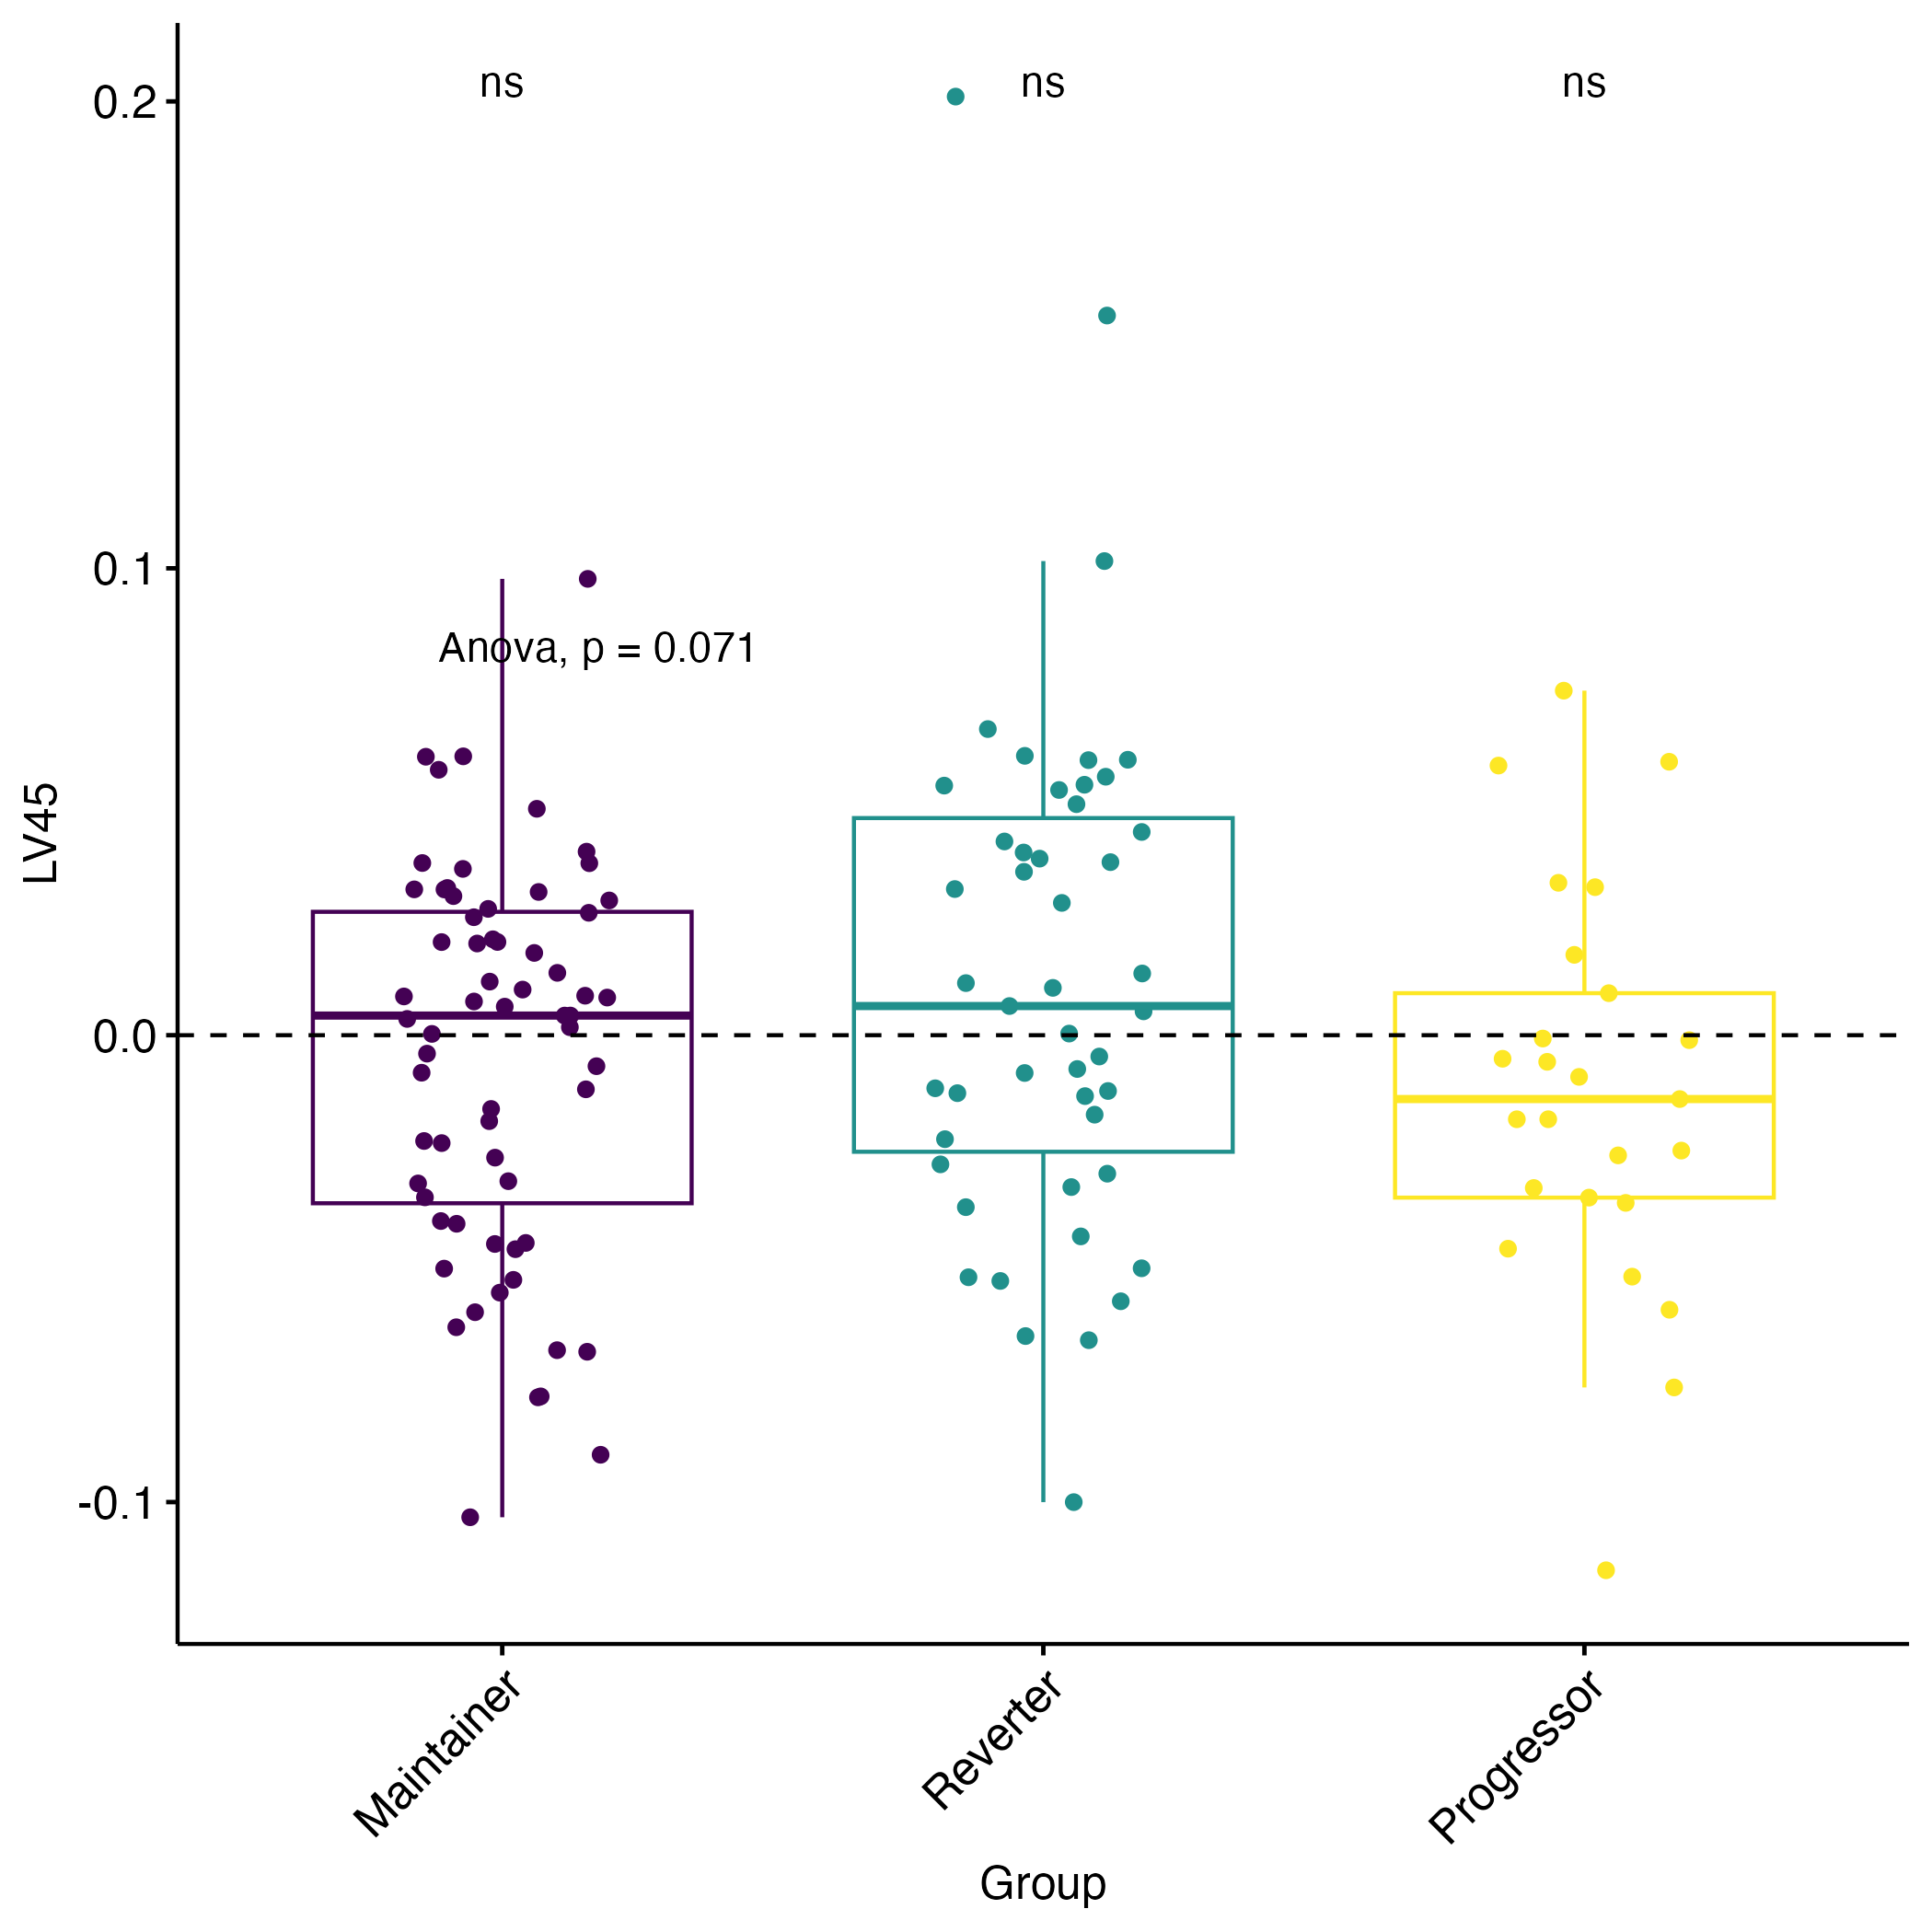 ns ns ns
0.2
0.1
Anova, p = 0.071
LV45
0.0
-0.1
Maintainer
Reverter
Progressor
Group